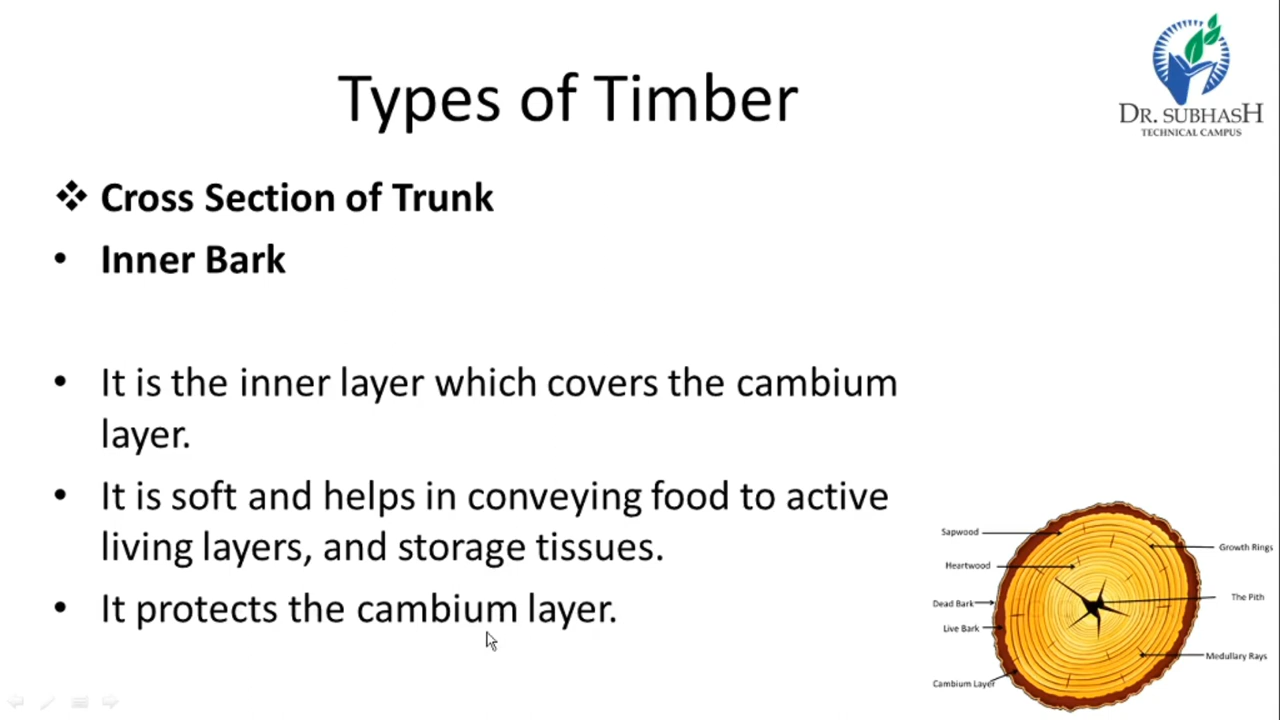 Types of Timber
DR. SUBHASH
TECHNICAL CAMPUS
❖ Cross Section of Trunk
• Inner Bark
• It is the inner layer which covers the cambium
layer.
• It is soft and helps in conveying food to active
living layers, and storage tissues.
• It protects the cambium layer.
Sapwood
Growth Rings
Heartwood
The Pith
Dead Bark
Live Bark
Medullary Rays
Cambium Layer